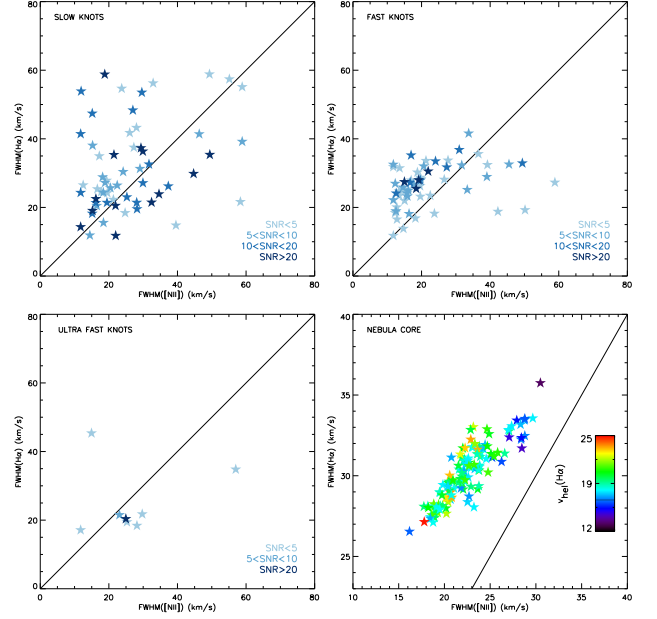 SLOW KNOTS
80
60
40
20
0
FWHM(Hα) (km/s)
SNR<5
5<SNR<10
10<SNR<20
SNR>20
0 20 40 60 80
FWHM([NII]) (km/s)
FAST KNOTS
80
60
40
20
0
FWHM(Hα) (km/s)
SNR<5
5<SNR<10
10<SNR<20
SNR>20
0 20 40 60 80
FWHM([NII]) (km/s)
ULTRA FAST KNOTS
80
60
40
20
0
FWHM(Hα) (km/s)
SNR<5
5<SNR<10
SNR>20
0 20 40 60 80
FWHM([NII]) (km/s)
NEBULA CORE
40
35
30
25
FWHM(Hα) (km/s)
25
19
12
v_hel(Hα)
10 15 20 25 30 35 40
FWHM([NII]) (km/s)